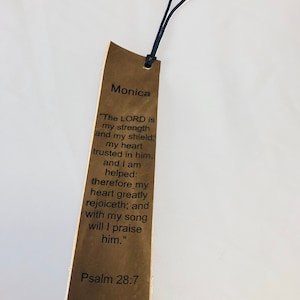 Monica
"The LORD is
my strength
and my shield;
my heart
trusted in him,
and I am
helped:
therefore my
heart greatly
rejoiceth; and
with my song
will I praise
him."
Psalm 28:7